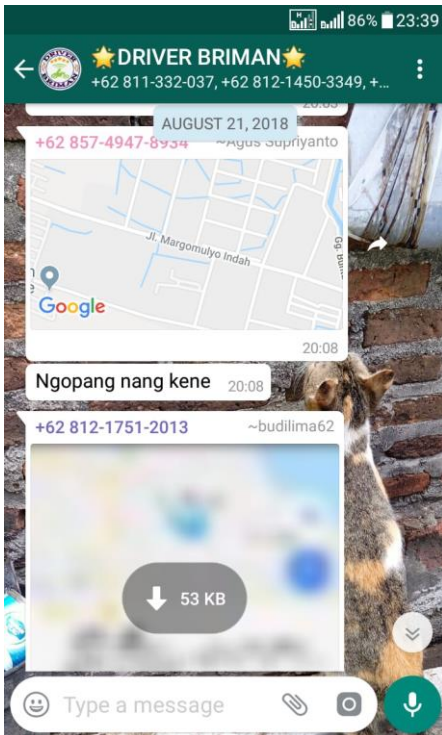 86% 23:39
🌟DRIVER BRIMAN🌟
+62 811-332-037, +62 812-1450-3349, +...
AUGUST 21, 2018
+62 857-4947-8934 ~Agus Supriyanto
Jl. Margomulyo Indah
Google
20:08
Ngopang nang kene 20:08
+62 812-1751-2013 ~budilima62
53 KB
Type a message